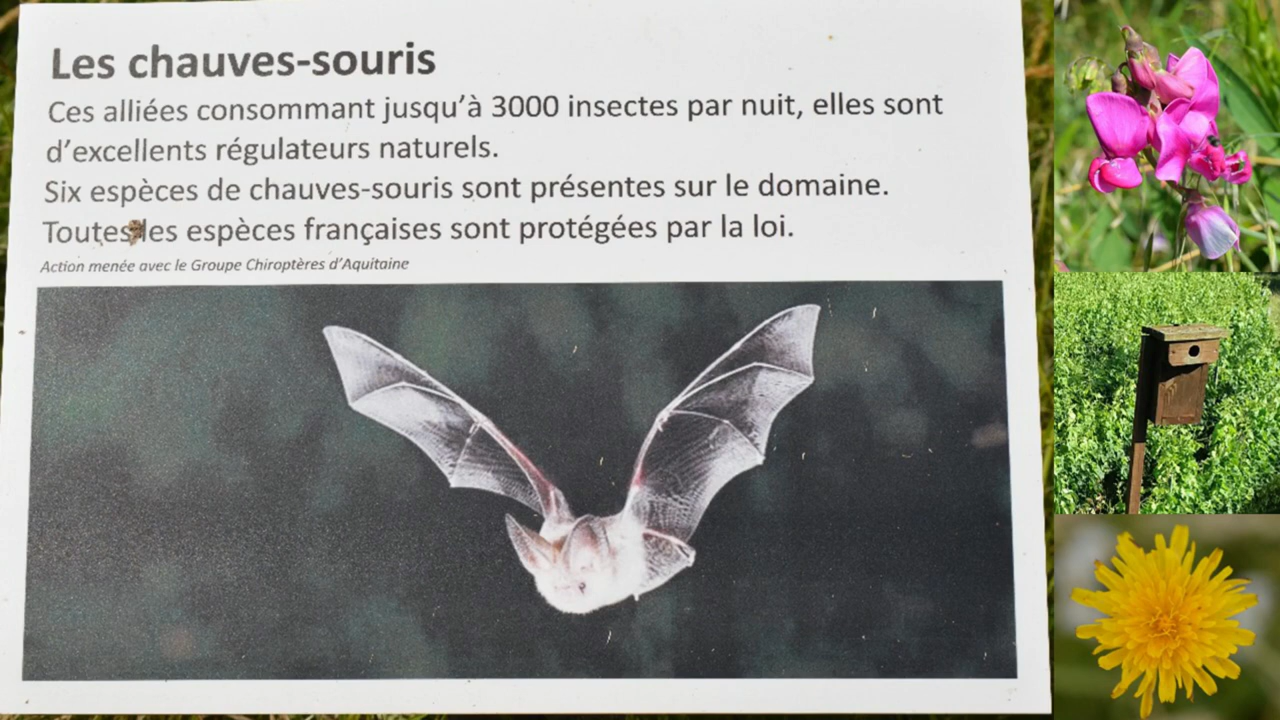 Les chauves-souris
Ces alliées consommant jusqu’à 3000 insectes par nuit, elles sont
d’excellents régulateurs naturels.
Six espèces de chauves-souris sont présentes sur le domaine.
Toutes les espèces françaises sont protégées par la loi.
Action menée avec le Groupe Chiroptères d’Aquitaine